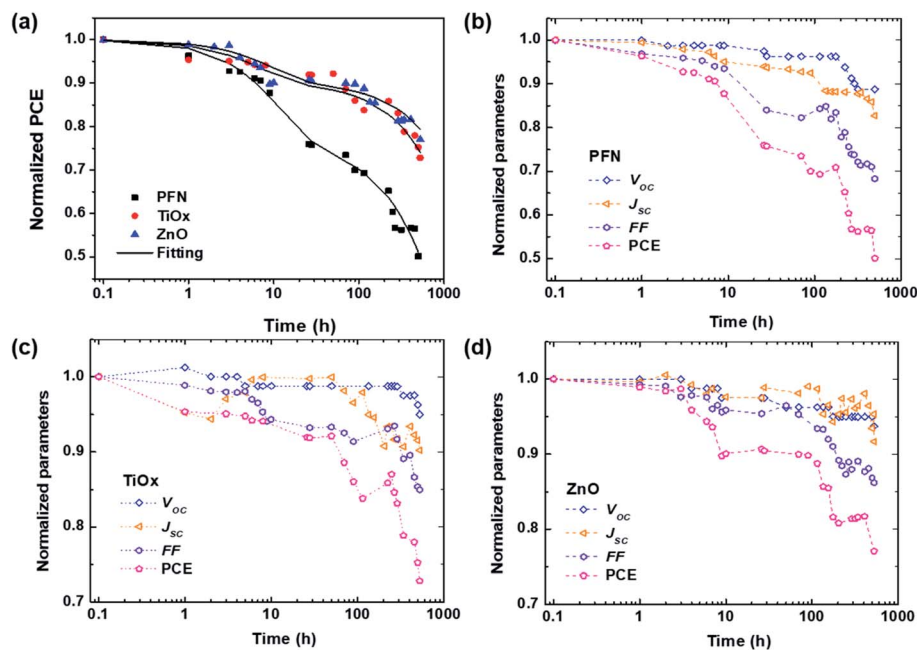 (a)
Normalized PCE
1.0
0.9
0.8
0.7
0.6
0.5
PFN
TiOx
ZnO
Fitting
0.1 1 10 100 1000
Time (h)
(b)
Normalized parameters
1.0
0.9
0.8
0.7
0.6
0.5
PFN
Voc
Jsc
FF
PCE
0.1 1 10 100 1000
Time (h)
(c)
Normalized parameters
1.0
0.9
0.8
0.7
TiOx
Voc
Jsc
FF
PCE
0.1 1 10 100 1000
Time (h)
(d)
Normalized parameters
1.0
0.9
0.8
0.7
ZnO
Voc
Jsc
FF
PCE
0.1 1 10 100 1000
Time (h)